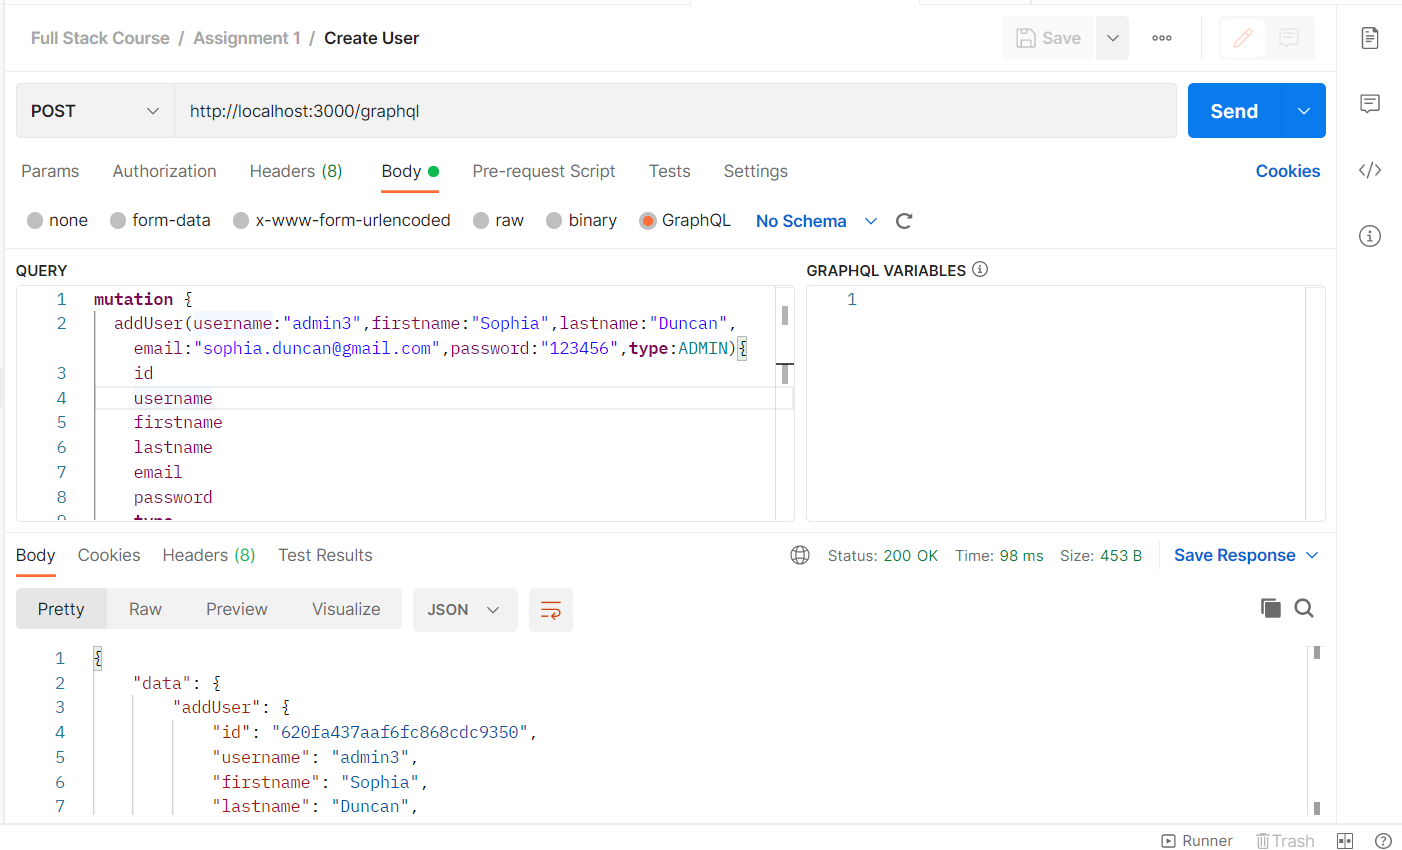 Full Stack Course / Assignment 1 / Create User
Save
POST
http://localhost:3000/graphql
Send
Params Authorization Headers (8) Body Pre-request Script Tests Settings Cookies
none form-data x-www-form-urlencoded raw binary GraphQL No Schema
QUERY
GRAPHQL VARIABLES
1 mutation {
2 addUser(username:"admin3",firstname:"Sophia",lastname:"Duncan",
email:"sophia.duncan@gmail.com",password:"123456",type:ADMIN){
3 id
4 username
5 firstname
6 lastname
7 email
8 password
9 type
1
Body Cookies Headers (8) Test Results
Status: 200 OK Time: 98 ms Size: 453 B Save Response
Pretty Raw Preview Visualize JSON
1 {
2 "data": {
3 "addUser": {
4 "id": "620fa437aaf6fc868cdc9350",
5 "username": "admin3",
6 "firstname": "Sophia",
7 "lastname": "Duncan",
Runner Trash